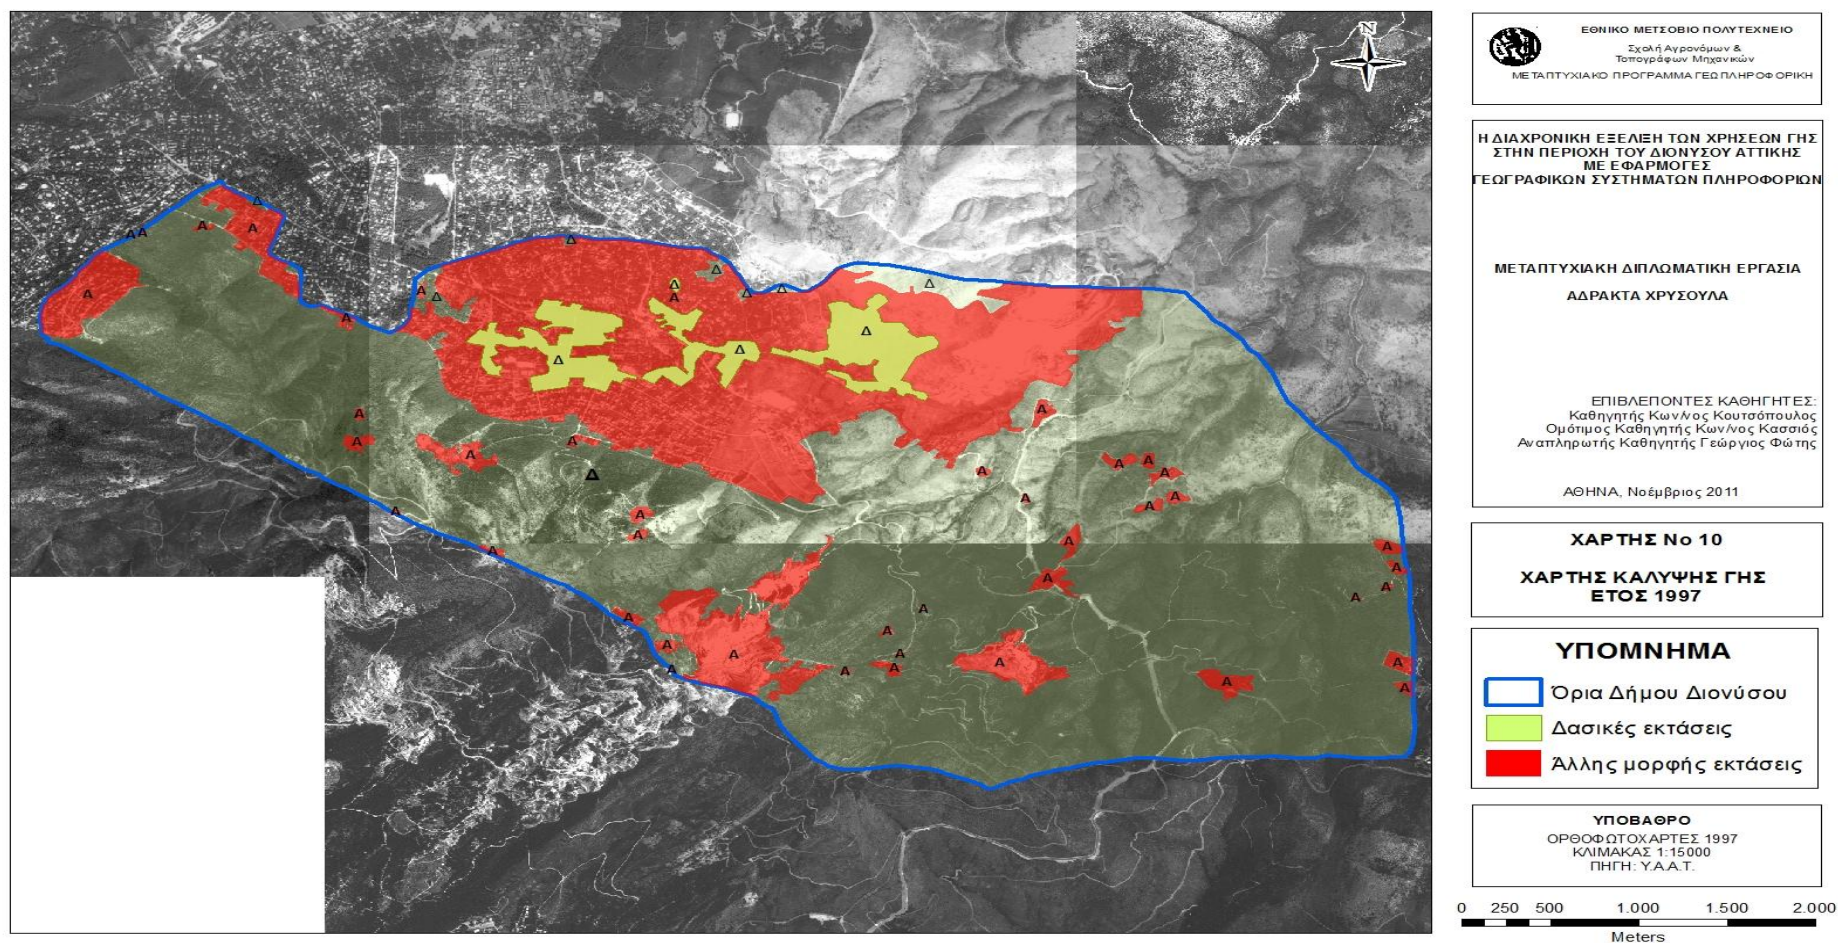 N
ΕΘΝΙΚΟ ΜΕΤΣΟΒΙΟ ΠΟΛΥΤΕΧΝΕΙΟ
Σχολή Αγρονόμων &
Τοπογράφων Μηχανικών
ΜΕΤΑΠΤΥΧΙΑΚΟ ΠΡΟΓΡΑΜΜΑ ΓΕΩΠΛΗΡΟΦΟΡΙΚΗ
Η ΔΙΑΧΡΟΝΙΚΗ ΕΞΕΛΙΞΗ ΤΩΝ ΧΡΗΣΕΩΝ ΓΗΣ
ΣΤΗΝ ΠΕΡΙΟΧΗ ΤΟΥ ΔΙΟΝΥΣΟΥ ΑΤΤΙΚΗΣ
ΜΕ ΕΦΑΡΜΟΓΕΣ
ΓΕΩΓΡΑΦΙΚΩΝ ΣΥΣΤΗΜΑΤΩΝ ΠΛΗΡΟΦΟΡΙΩΝ
ΜΕΤΑΠΤΥΧΙΑΚΗ ΔΙΠΛΩΜΑΤΙΚΗ ΕΡΓΑΣΙΑ
ΑΔΡΑΚΤΑ ΧΡΥΣΟΥΛΑ
ΕΠΙΒΛΕΠΟΝΤΕΣ ΚΑΘΗΓΗΤΕΣ:
Καθηγητής Κων/νος Κουτσόπουλος
Ομότιμος Καθηγητής Κων/νος Κασσιός
Αναπληρωτής Καθηγητής Γεώργιος Φώτης
ΑΘΗΝΑ, Νοέμβριος 2011
ΧΑΡΤΗΣ Νο 10
ΧΑΡΤΗΣ ΚΑΛΥΨΗΣ ΓΗΣ
ΕΤΟΣ 1997
ΥΠΟΜΝΗΜΑ
Όρια Δήμου Διονύσου
Δασικές εκτάσεις
Άλλης μορφής εκτάσεις
ΥΠΟΒΑΘΡΟ
ΟΡΘΟΦΩΤΟΧΑΡΤΕΣ 1997
ΚΛΙΜΑΚΑΣ 1:15000
ΠΗΓΗ: Υ.Α.Α.Τ.
0 250 500 1.000 1.500 2.000
Meters